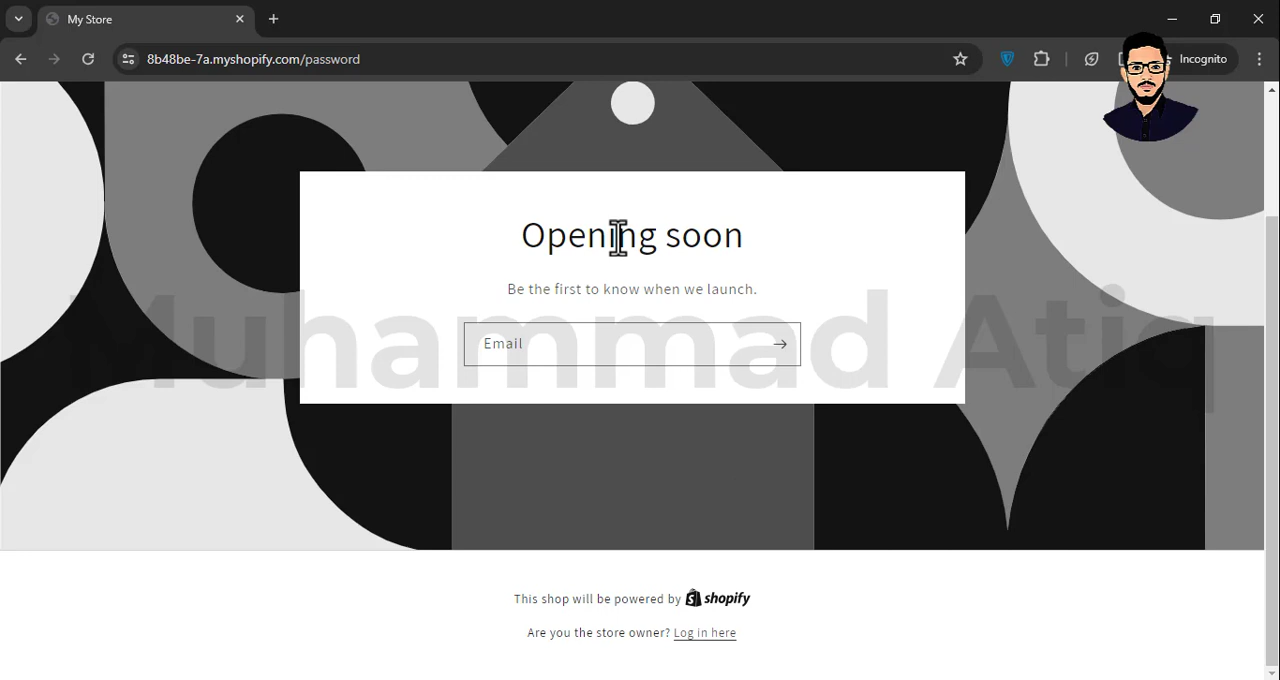 My Store
8b48be-7a.myshopify.com/password
Incognito
Opening soon
Be the first to know when we launch.
Email
Muhammad Atiq
This shop will be powered by shopify
Are you the store owner? Log in here